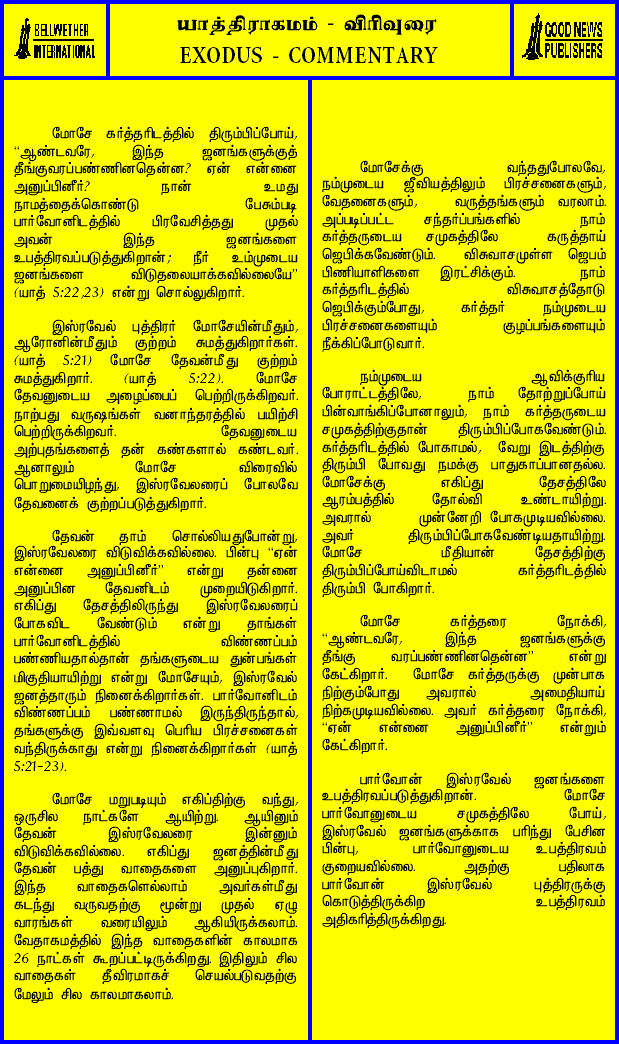 BELLWETHER
INTERNATIONAL
யாத்திராகமம் - விரிவுரை
EXODUS - COMMENTARY
GOOD NEWS
PUBLISHERS
மோசே கர்த்தரிடத்தில் திரும்பிப்போய்,
“ஆண்டவரே, இந்த ஜனங்களுக்குத்
தீங்குவரப்பண்ணினதென்ன? ஏன் என்னை
அனுப்பினீர்? நான் உமது
நாமத்தைக்கொண்டு பேசும்படி
பார்வோனிடத்தில் பிரவேசித்தது முதல்
அவன் இந்த ஜனங்களை
உபத்திரவப்படுத்துகிறான்; நீர் உம்முடைய
ஜனங்களை விடுதலையாக்கவில்லையே”
(யாத் 5:22,23) என்று சொல்லுகிறார்.
இஸ்ரவேல் புத்திரர் மோசேயின்மீதும்,
ஆரோனின்மீதும் குற்றம் சுமத்துகிறார்கள்.
(யாத் 5:21) மோசே தேவன்மீது குற்றம்
சுமத்துகிறார். (யாத் 5:22). மோசே
தேவனுடைய அழைப்பைப் பெற்றிருக்கிறவர்.
நாற்பது வருஷங்கள் வனாந்தரத்தில் பயிற்சி
பெற்றிருக்கிறவர். தேவனுடைய
அற்புதங்களைத் தன் கண்களால் கண்டவர்.
ஆனாலும் மோசே விரைவில்
பொறுமையிழந்து, இஸ்ரவேலரைப் போலவே
தேவனைக் குற்றப்படுத்துகிறார்.
தேவன் தாம் சொல்லியதுபோன்று,
இஸ்ரவேலரை விடுவிக்கவில்லை. பின்பு “ஏன்
என்னை அனுப்பினீர்” என்று தன்னை
அனுப்பின தேவனிடம் முறையிடுகிறார்.
எகிப்து தேசத்திலிருந்து இஸ்ரவேலரைப்
போகவிட வேண்டும் என்று தாங்கள்
பார்வோனிடத்தில் விண்ணப்பம்
பண்ணியதால்தான் தங்களுடைய துன்பங்கள்
மிகுதியாயிற்று என்று மோசேயும், இஸ்ரவேல்
ஜனத்தாரும் நினைக்கிறார்கள். பார்வோனிடம்
விண்ணப்பம் பண்ணாமல் இருந்திருந்தால்,
தங்களுக்கு இவ்வளவு பெரிய பிரச்சனைகள்
வந்திருக்காது என்று நினைக்கிறார்கள் (யாத்
5:21-23).
மோசே மறுபடியும் எகிப்திற்கு வந்து,
ஒருசில நாட்களே ஆயிற்று. ஆயினும்
தேவன் இஸ்ரவேலரை இன்னும்
விடுவிக்கவில்லை. எகிப்து ஜனத்தின்மீது
தேவன் பத்து வாதைகளை அனுப்புகிறார்.
இந்த வாதைகளெல்லாம் அவர்கள்மீது
கடந்து வருவதற்கு மூன்று முதல் ஏழு
வாரங்கள் வரையிலும் ஆகியிருக்கலாம்.
வேதாகமத்தில் இந்த வாதைகளின் காலமாக
26 நாட்கள் கூறப்பட்டிருக்கிறது. இதிலும் சில
வாதைகள் தீவிரமாகச் செயல்படுவதற்கு
மேலும் சில காலமாகலாம்.
மோசேக்கு வந்ததுபோலவே,
நம்முடைய ஜீவியத்திலும் பிரச்சனைகளும்,
வேதனைகளும், வருத்தங்களும் வரலாம்.
அப்படிப்பட்ட சந்தர்ப்பங்களில் நாம்
கர்த்தருடைய சமுகத்திலே கருத்தாய்
ஜெபிக்கவேண்டும். விசுவாசமுள்ள ஜெபம்
பிணியாளிகளை இரட்சிக்கும். நாம்
கர்த்தரிடத்தில் விசுவாசத்தோடு
ஜெபிக்கும்போது, கர்த்தர் நம்முடைய
பிரச்சனைகளையும் குழப்பங்களையும்
நீக்கிப்போடுவார்.
நம்முடைய ஆவிக்குரிய
போராட்டத்திலே, நாம் தோற்றுப்போய்
பின்வாங்கிப்போனாலும், நாம் கர்த்தருடைய
சமுகத்திற்குதான் திரும்பிப்போகவேண்டும்.
கர்த்தரிடத்தில் போகாமல், வேறு இடத்திற்கு
திரும்பி போவது நமக்கு பாதுகாப்பானதல்ல.
மோசேக்கு எகிப்து தேசத்திலே
ஆரம்பத்தில் தோல்வி உண்டாயிற்று.
அவரால் முன்னேறி போகமுடியவில்லை.
அவர் திரும்பிப்போகவேண்டியதாயிற்று.
மோசே மீதியான் தேசத்திற்கு
திரும்பிப்போய்விடாமல் கர்த்தரிடத்தில்
திரும்பி போகிறார்.
மோசே கர்த்தரை நோக்கி,
“ஆண்டவரே, இந்த ஜனங்களுக்கு
தீங்கு வரப்பண்ணினதென்ன” என்று
கேட்கிறார். மோசே கர்த்தருக்கு முன்பாக
நிற்கும்போது அவரால் அமைதியாய்
நிற்கமுடியவில்லை. அவர் கர்த்தரை நோக்கி,
“ஏன் என்னை அனுப்பினீர்” என்றும்
கேட்கிறார்.
பார்வோன் இஸ்ரவேல் ஜனங்களை
உபத்திரவப்படுத்துகிறான். மோசே
பார்வோனுடைய சமுகத்திலே போய்,
இஸ்ரவேல் ஜனங்களுக்காக பரிந்து பேசின
பின்பு, பார்வோனுடைய உபத்திரவம்
குறையவில்லை. அதற்கு பதிலாக
பார்வோன் இஸ்ரவேல் புத்திரருக்கு
கொடுத்திருக்கிற உபத்திரவம்
அதிகரித்திருக்கிறது.